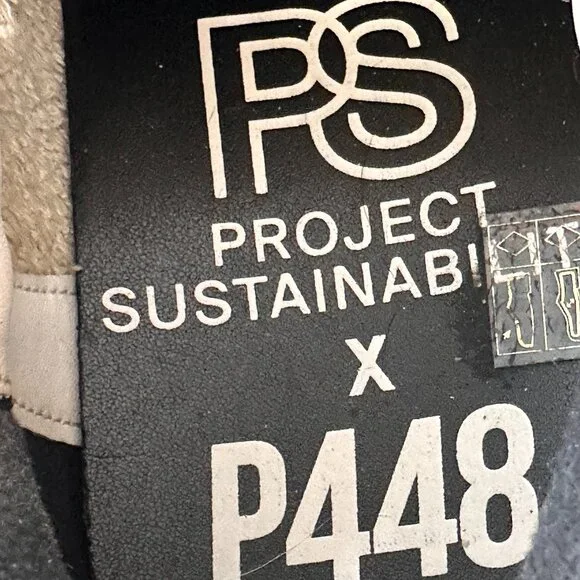 PS
PROJECT
SUSTAINABI
X
P448